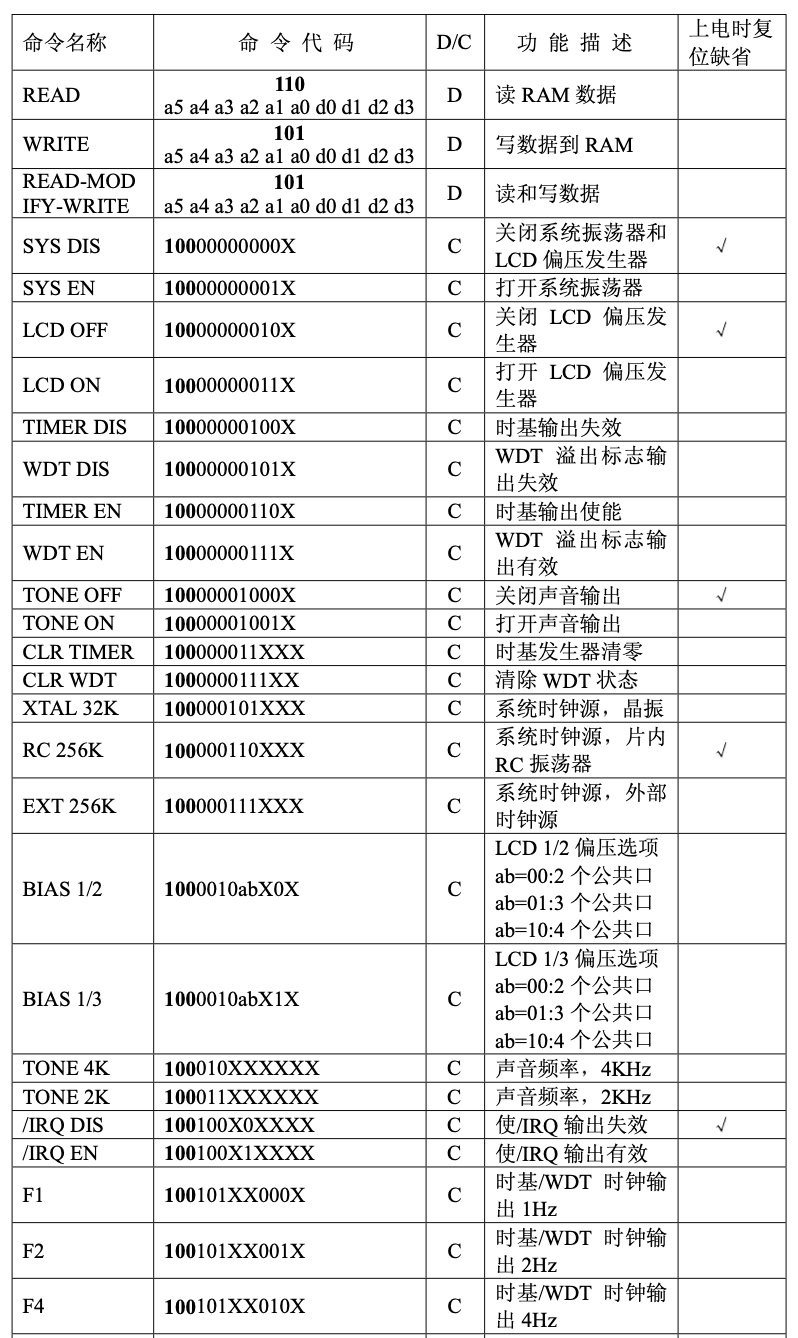 命令名称 命 令 代 码 D/C 功 能 描 述 上电时复
位缺省
READ 110 D 读 RAM 数据
a5 a4 a3 a2 a1 a0 d0 d1 d2 d3
WRITE 101 D 写数据到 RAM
a5 a4 a3 a2 a1 a0 d0 d1 d2 d3
READ-MOD 101 D 读和写数据
IFY-WRITE a5 a4 a3 a2 a1 a0 d0 d1 d2 d3
SYS DIS 10000000000X C 关闭系统振荡器和 √
LCD 偏压发生器
SYS EN 10000000001X C 打开系统振荡器
LCD OFF 10000000010X C 关闭 LCD 偏压发 √
生器
LCD ON 10000000011X C 打开 LCD 偏压发
生器
TIMER DIS 10000000100X C 时基输出失效
WDT DIS 10000000101X C WDT 溢出标志输
出失效
TIMER EN 10000000110X C 时基输出使能
WDT EN 10000000111X C WDT 溢出标志输
出有效
TONE OFF 10000001000X C 关闭声音输出 √
TONE ON 10000001001X C 打开声音输出
CLR TIMER 100000011XXX C 时基发生器清零
CLR WDT 1000000111XX C 清除 WDT 状态
XTAL 32K 100000101XXX C 系统时钟源，晶振
RC 256K 100000110XXX C 系统时钟源，片内 √
RC 振荡器
EXT 256K 100000111XXX C 系统时钟源，外部
时钟源
BIAS 1/2 1000010abX0X C LCD 1/2 偏压选项
ab=00:2 个公共口
ab=01:3 个公共口
ab=10:4 个公共口
BIAS 1/3 1000010abX1X C LCD 1/3 偏压选项
ab=00:2 个公共口
ab=01:3 个公共口
ab=10:4 个公共口
TONE 4K 100010XXXXXX C 声音频率，4KHz
TONE 2K 100011XXXXXX C 声音频率，2KHz
/IRQ DIS 100100X0XXXX C 使/IRQ 输出失效 √
/IRQ EN 100100X1XXXX C 使/IRQ 输出有效
F1 100101XX000X C 时基/WDT 时钟输
出 1Hz
F2 100101XX001X C 时基/WDT 时钟输
出 2Hz
F4 100101XX010X C 时基/WDT 时钟输
出 4Hz